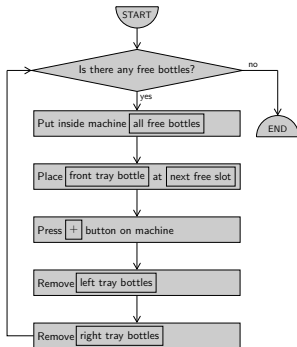 START
Is there any free bottles?
no
yes
Put inside machine all free bottles
END
Place front tray bottle at next free slot
Press + button on machine
Remove left tray bottles
Remove right tray bottles